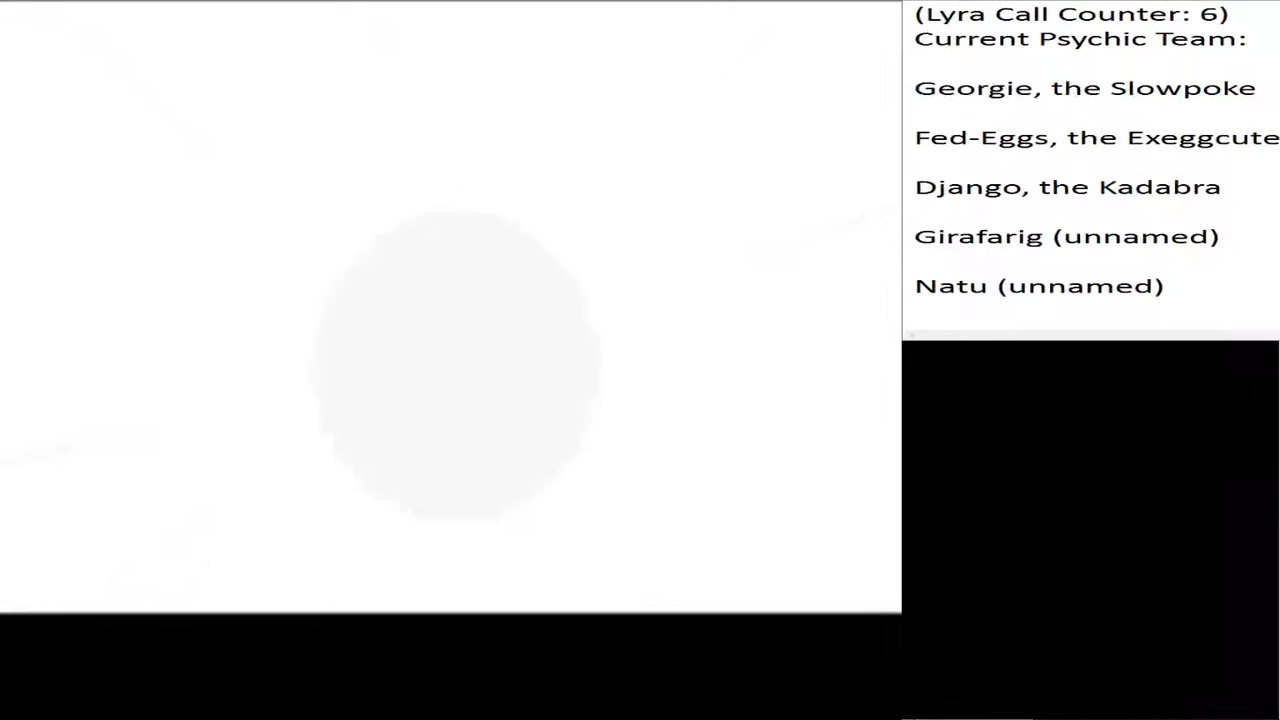 (Lyra Call Counter: 6)
Current Psychic Team:
Georgie, the Slowpoke
Fed-Eggs, the Exeggcute
Django, the Kadabra
Girafarig (unnamed)
Natu (unnamed)